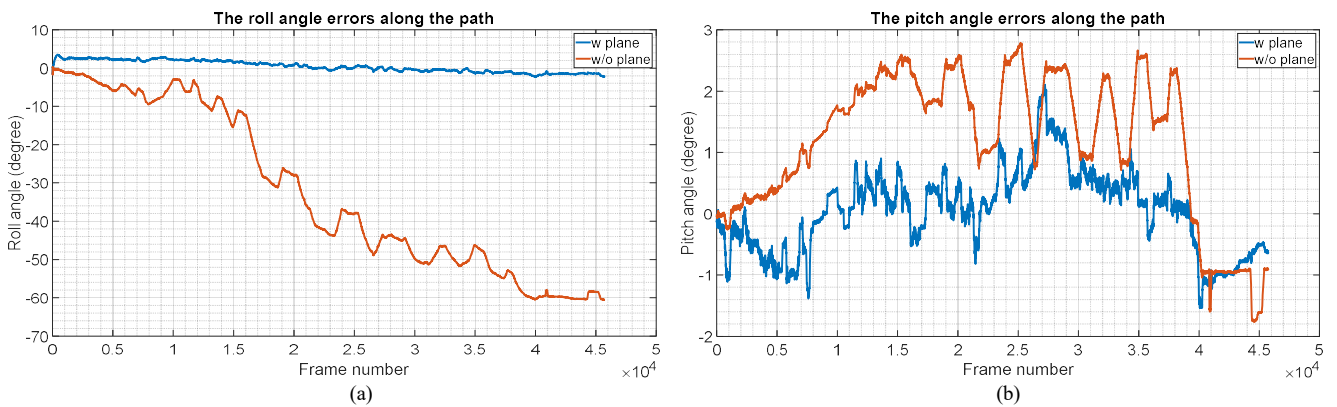 The roll angle errors along the path
10
0
-10
-20
-30
-40
-50
-60
-70
Roll angle (degree)
w plane
w/o plane
0 0.5 1 1.5 2 2.5 3 3.5 4 4.5 5
Frame number
×10^4
(a)
The pitch angle errors along the path
3
2
1
0
-1
-2
Pitch angle (degree)
w plane
w/o plane
0 0.5 1 1.5 2 2.5 3 3.5 4 4.5 5
Frame number
×10^4
(b)